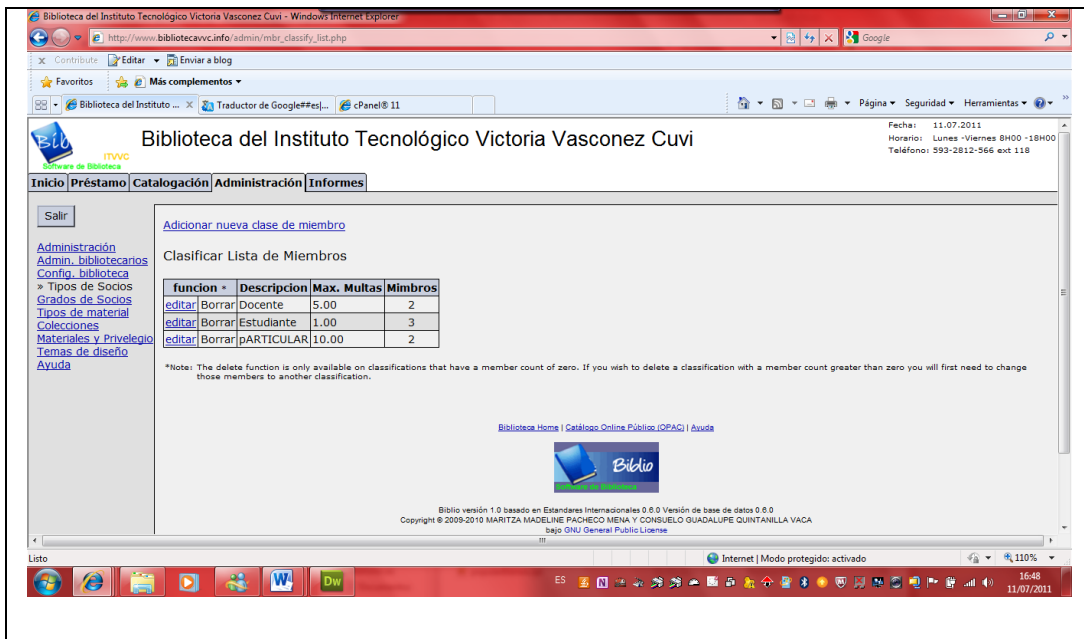 Biblioteca del Instituto Tecnológico Victoria Vasconez Cuvi - Windows Internet Explorer
http://www.bibliotecavvc.info/admin/mbr_classify_list.php
Google
x Contribute Editar Enviar a blog
Favoritos Más complementos
Biblioteca del Instituto ... x Traductor de Google##es|... cPanel® 11
Página Seguridad Herramientas
Bib
ITVVC
Software de Biblioteca
Biblioteca del Instituto Tecnológico Victoria Vasconez Cuvi
Fecha: 11.07.2011
Horario: Lunes -Viernes 8H00 -18H00
Teléfono: 593-2812-566 ext 118
Inicio Préstamo Catalogación Administración Informes
Salir
Administración
Admin. bibliotecarios
Config. biblioteca
» Tipos de Socios
Grados de Socios
Tipos de material
Colecciones
Materiales y Privelegio
Temas de diseño
Ayuda
Adicionar nueva clase de miembro
Clasificar Lista de Miembros
funcion * Descripcion Max. Multas Mimbros
editar Borrar Docente 5.00 2
editar Borrar Estudiante 1.00 3
editar Borrar pARTICULAR 10.00 2
*Note: The delete function is only available on classifications that have a member count of zero. If you wish to delete a classification with a member count greater than zero you will first need to change
those members to another classification.
Biblioteca Home | Catálogo Online Público (OPAC) | Ayuda
Biblio
Software de Biblioteca
Biblio versión 1.0 basado en Estandares Internacionales 0.6.0 Versión de base de datos 0.6.0
Copyright © 2009-2010 MARITZA MADELINE PACHECO MENA Y CONSUELO GUADALUPE QUINTANILLA VACA
bajo GNU General Public License
Listo
Internet | Modo protegido: activado
110%
Dw
ES
16:48
11/07/2011